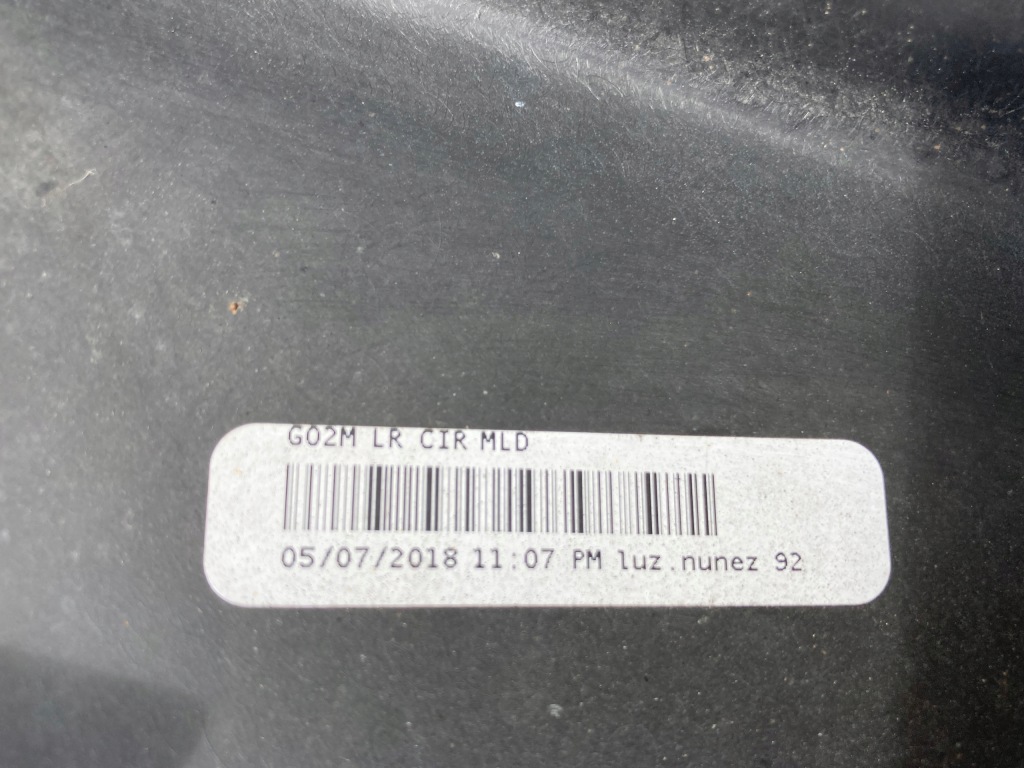 G02M LR CIR MLD
05/07/2018 11:07 PM luz nunez 92